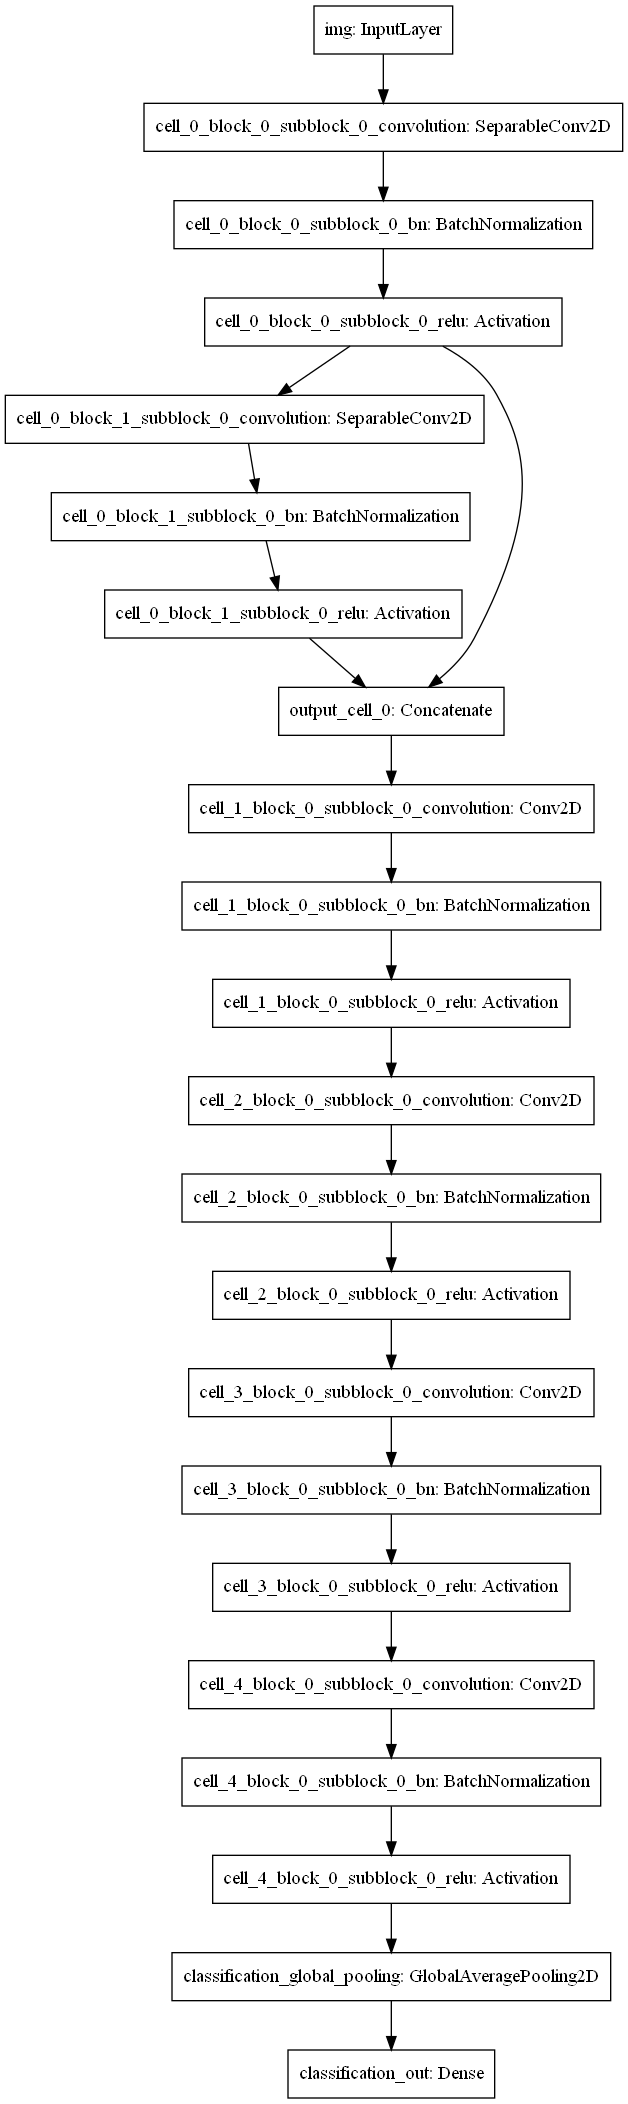 img: InputLayer
cell_0_block_0_subblock_0_convolution: SeparableConv2D
cell_0_block_0_subblock_0_bn: BatchNormalization
cell_0_block_0_subblock_0_relu: Activation
cell_0_block_1_subblock_0_convolution: SeparableConv2D
cell_0_block_1_subblock_0_bn: BatchNormalization
cell_0_block_1_subblock_0_relu: Activation
output_cell_0: Concatenate
cell_1_block_0_subblock_0_convolution: Conv2D
cell_1_block_0_subblock_0_bn: BatchNormalization
cell_1_block_0_subblock_0_relu: Activation
cell_2_block_0_subblock_0_convolution: Conv2D
cell_2_block_0_subblock_0_bn: BatchNormalization
cell_2_block_0_subblock_0_relu: Activation
cell_3_block_0_subblock_0_convolution: Conv2D
cell_3_block_0_subblock_0_bn: BatchNormalization
cell_3_block_0_subblock_0_relu: Activation
cell_4_block_0_subblock_0_convolution: Conv2D
cell_4_block_0_subblock_0_bn: BatchNormalization
cell_4_block_0_subblock_0_relu: Activation
classification_global_pooling: GlobalAveragePooling2D
classification_out: Dense